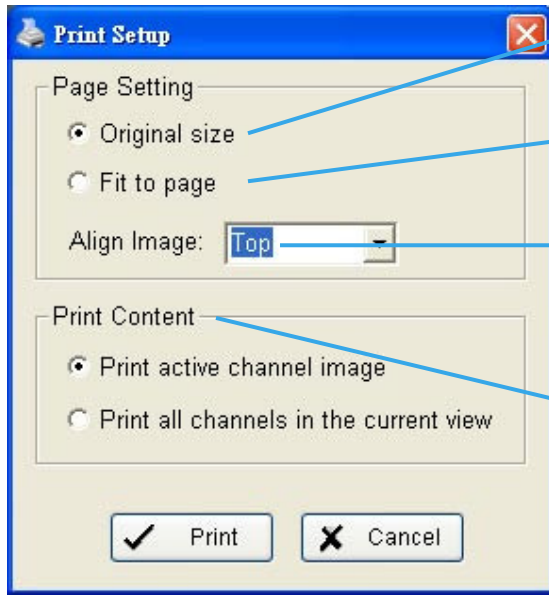 Print Setup
Page Setting
Original size
Fit to page
Align Image: Top
Print Content
Print active channel image
Print all channels in the current view
Print Cancel